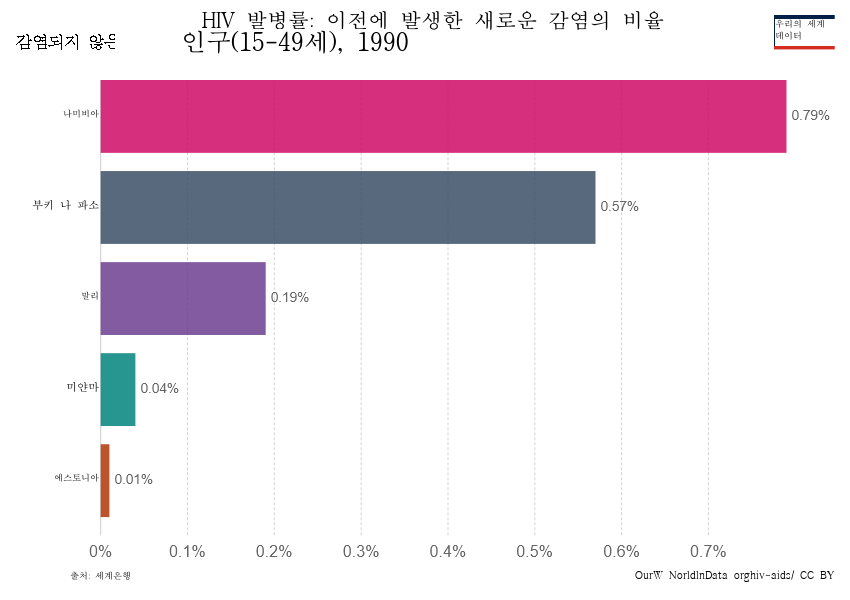 HIV 발병률: 이전에 발생한 새로운 감염의 비율
감염되지 않은
인구(15-49세), 1990
우리의 세계
데이터
나미비아
0.79%
부키 나 파소
0.57%
말리
0.19%
미얀마
0.04%
에스토니아
0.01%
0%
0.1%
0.2%
0.3%
0.4%
0.5%
0.6%
0.7%
출처: 세계은행
OurW NorldInData orghiv-aids/ CC BY